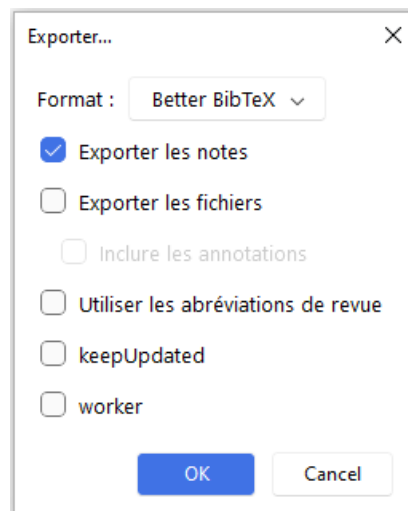 Exporter...
Format : Better BibTeX
Exporter les notes
Exporter les fichiers
Inclure les annotations
Utiliser les abréviations de revue
keepUpdated
worker
OK Cancel